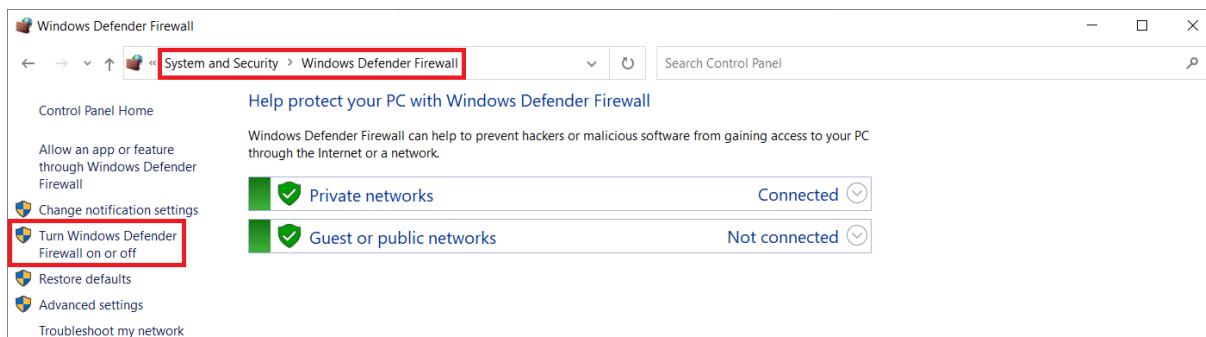 Windows Defender Firewall
« System and Security > Windows Defender Firewall
Search Control Panel
Control Panel Home
Allow an app or feature
through Windows Defender
Firewall
Change notification settings
Turn Windows Defender
Firewall on or off
Restore defaults
Advanced settings
Troubleshoot my network
Help protect your PC with Windows Defender Firewall
Windows Defender Firewall can help to prevent hackers or malicious software from gaining access to your PC
through the Internet or a network.
Private networks Connected
Guest or public networks Not connected